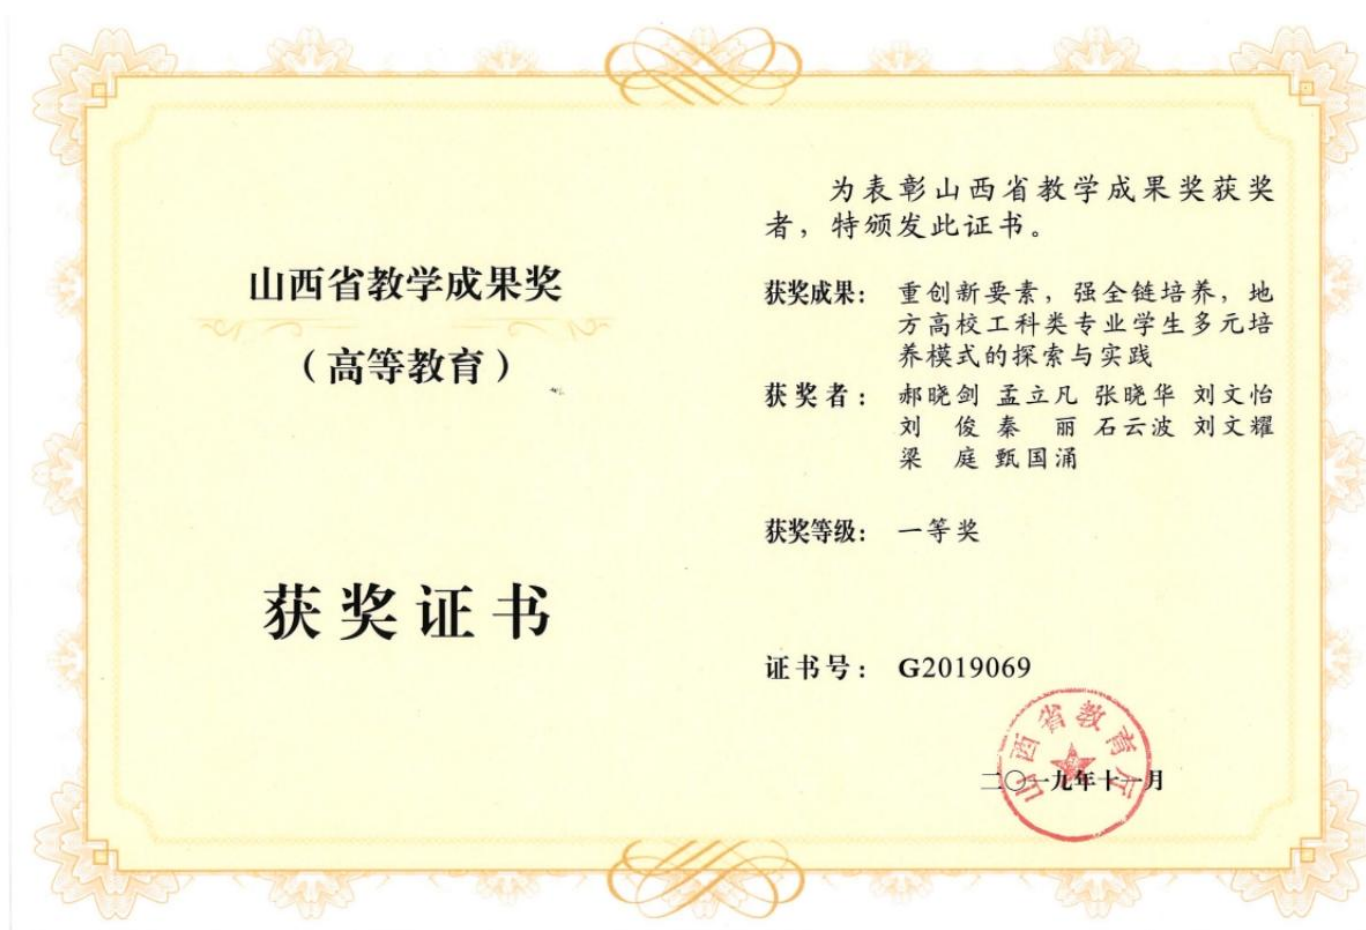 山西省教学成果奖
（高等教育）
获奖证书
为表彰山西省教学成果奖获奖
者，特颁发此证书。
获奖成果： 重创新要素，强全链培养，地
方高校工科类专业学生多元培
养模式的探索与实践
获奖者： 郝晓剑 孟立凡 张晓华 刘文怡
刘 俊 秦 丽 石云波 刘文耀
梁 庭 甄国涌
获奖等级： 一等奖
证书号： G2019069
山西省教育厅
二〇一九年十一月